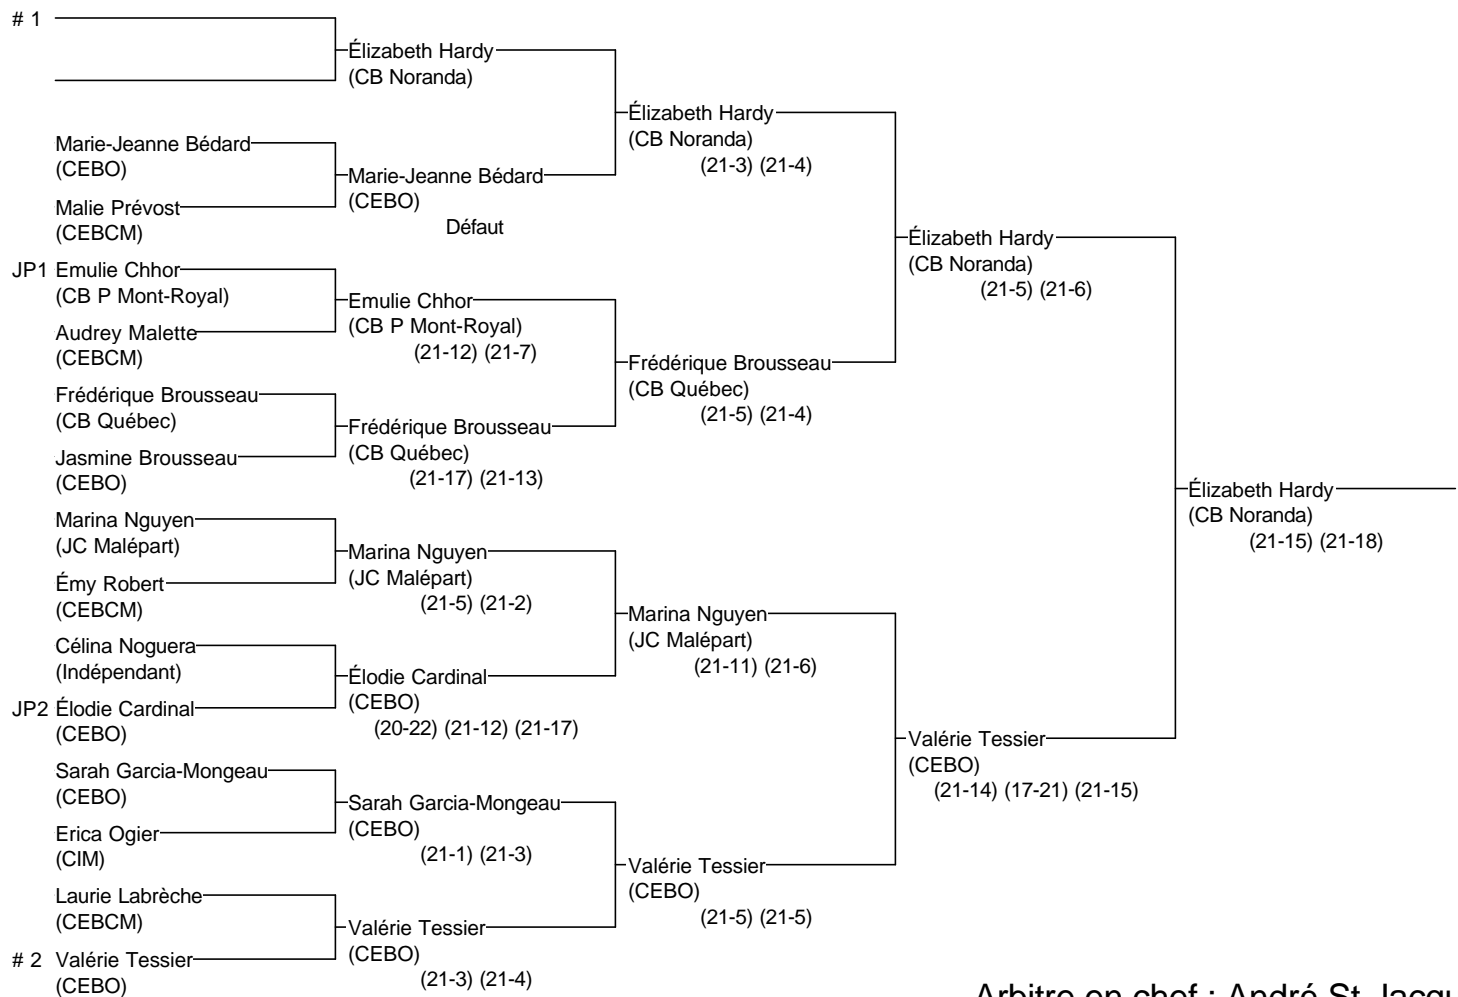 # 1
Élizabeth Hardy
(CB Noranda)
Élizabeth Hardy
(CB Noranda)
(21-3) (21-4)
Marie-Jeanne Bédard
(CEBO)
Marie-Jeanne Bédard
(CEBO)
Défaut
Malie Prévost
(CEBCM)
Élizabeth Hardy
(CB Noranda)
(21-5) (21-6)
JP1 Emulie Chhor
(CB P Mont-Royal)
Emulie Chhor
(CB P Mont-Royal)
(21-12) (21-7)
Audrey Malette
(CEBCM)
Frédérique Brousseau
(CB Québec)
(21-5) (21-4)
Frédérique Brousseau
(CB Québec)
Frédérique Brousseau
(CB Québec)
(21-17) (21-13)
Jasmine Brousseau
(CEBO)
Élizabeth Hardy
(CB Noranda)
(21-15) (21-18)
Marina Nguyen
(JC Malépart)
Marina Nguyen
(JC Malépart)
(21-5) (21-2)
Émy Robert
(CEBCM)
Marina Nguyen
(JC Malépart)
(21-11) (21-6)
Célina Noguera
(Indépendant)
Élodie Cardinal
(CEBO)
(20-22) (21-12) (21-17)
JP2 Élodie Cardinal
(CEBO)
Valérie Tessier
(CEBO)
(21-14) (17-21) (21-15)
Sarah Garcia-Mongeau
(CEBO)
Sarah Garcia-Mongeau
(CEBO)
(21-1) (21-3)
Erica Ogier
(CIM)
Valérie Tessier
(CEBO)
(21-5) (21-5)
Laurie Labrèche
(CEBCM)
Valérie Tessier
(CEBO)
(21-3) (21-4)
# 2 Valérie Tessier
(CEBO)
Arbitre en chef : André St-Jacqu